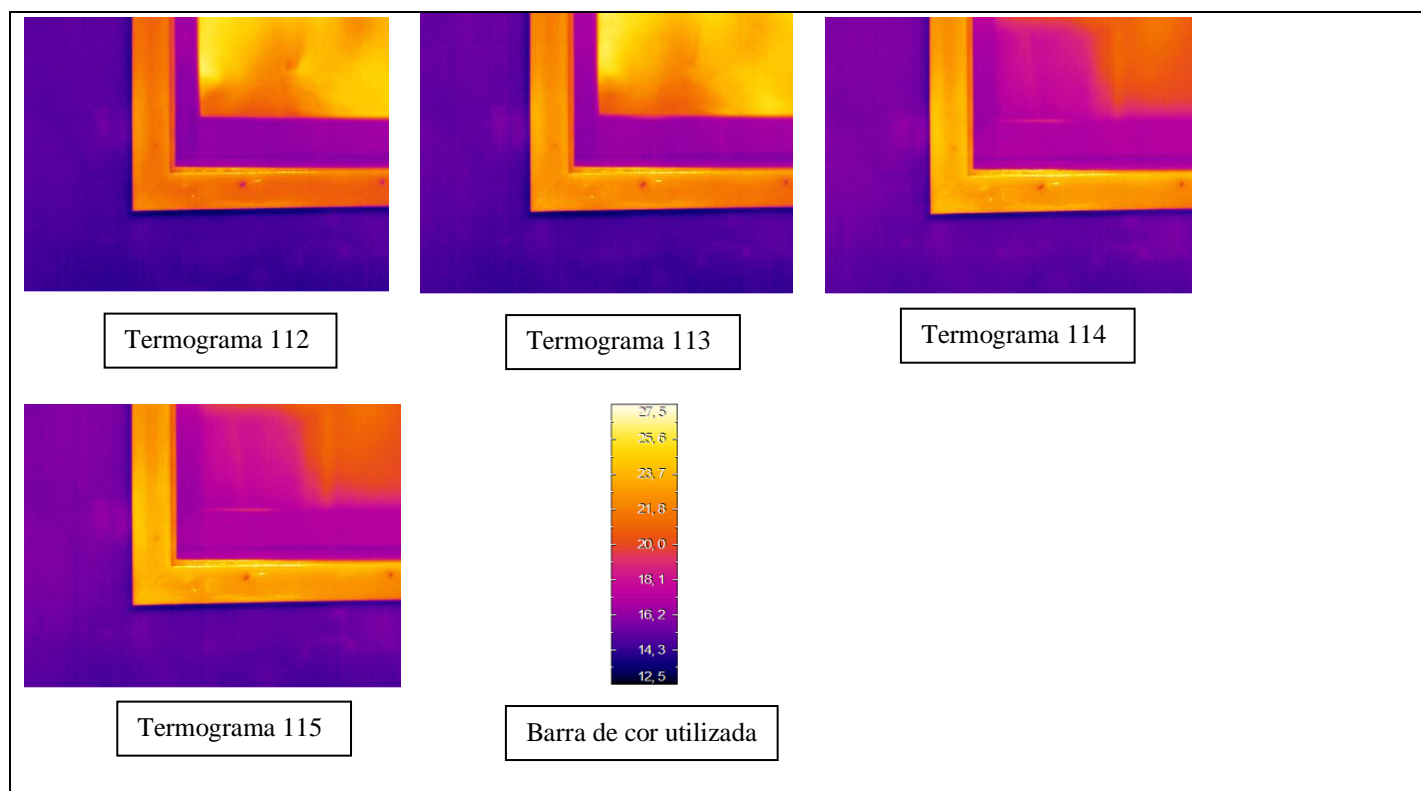 Termograma 112
Termograma 113
Termograma 114
27,5
25,6
23,7
21,8
20,0
18,1
16,2
14,3
12,5
Termograma 115
Barra de cor utilizada